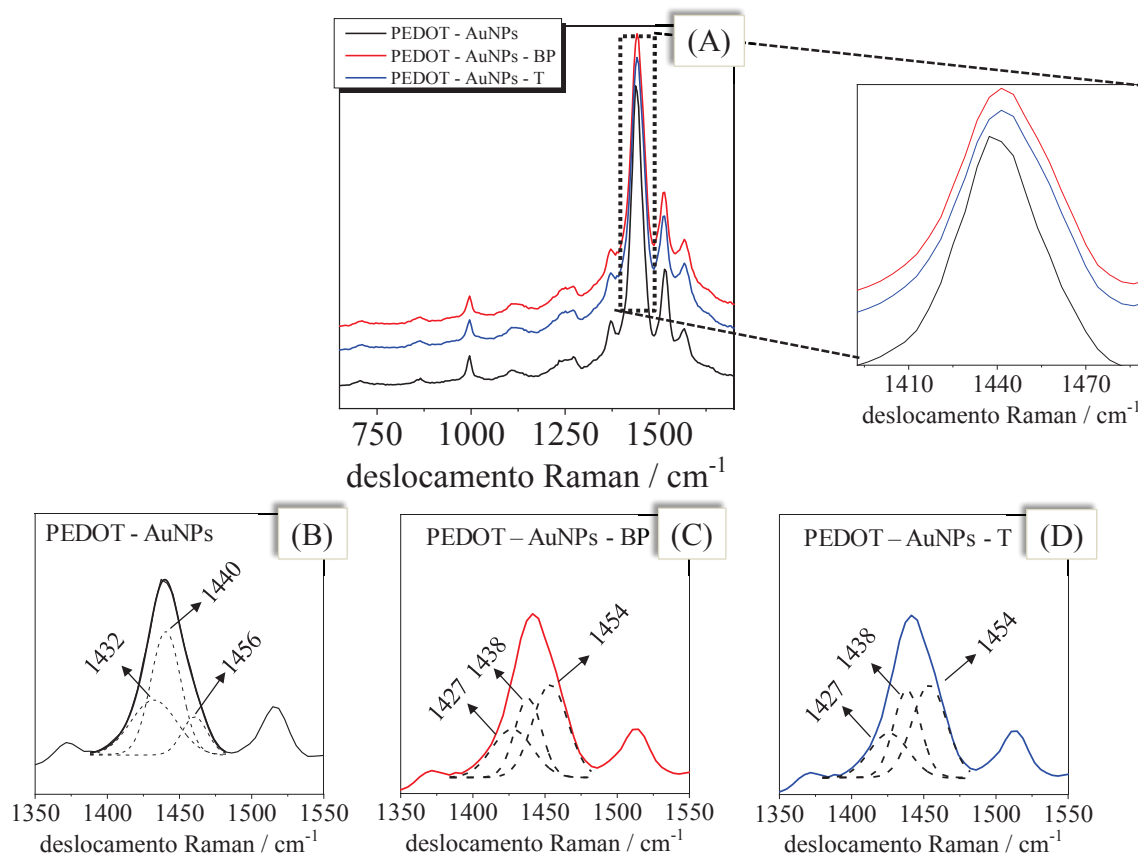 PEDOT - AuNPs
PEDOT - AuNPs - BP
PEDOT - AuNPs - T
(A)
750 1000 1250 1500
deslocamento Raman / cm⁻¹
1410 1440 1470
deslocamento Raman / cm⁻¹
PEDOT - AuNPs
(B)
1432
1440
1456
1350 1400 1450 1500 1550
deslocamento Raman / cm⁻¹
PEDOT – AuNPs - BP
(C)
1427
1438
1454
1350 1400 1450 1500 1550
deslocamento Raman / cm⁻¹
PEDOT – AuNPs - T
(D)
1427
1438
1454
1350 1400 1450 1500 1550
deslocamento Raman / cm⁻¹